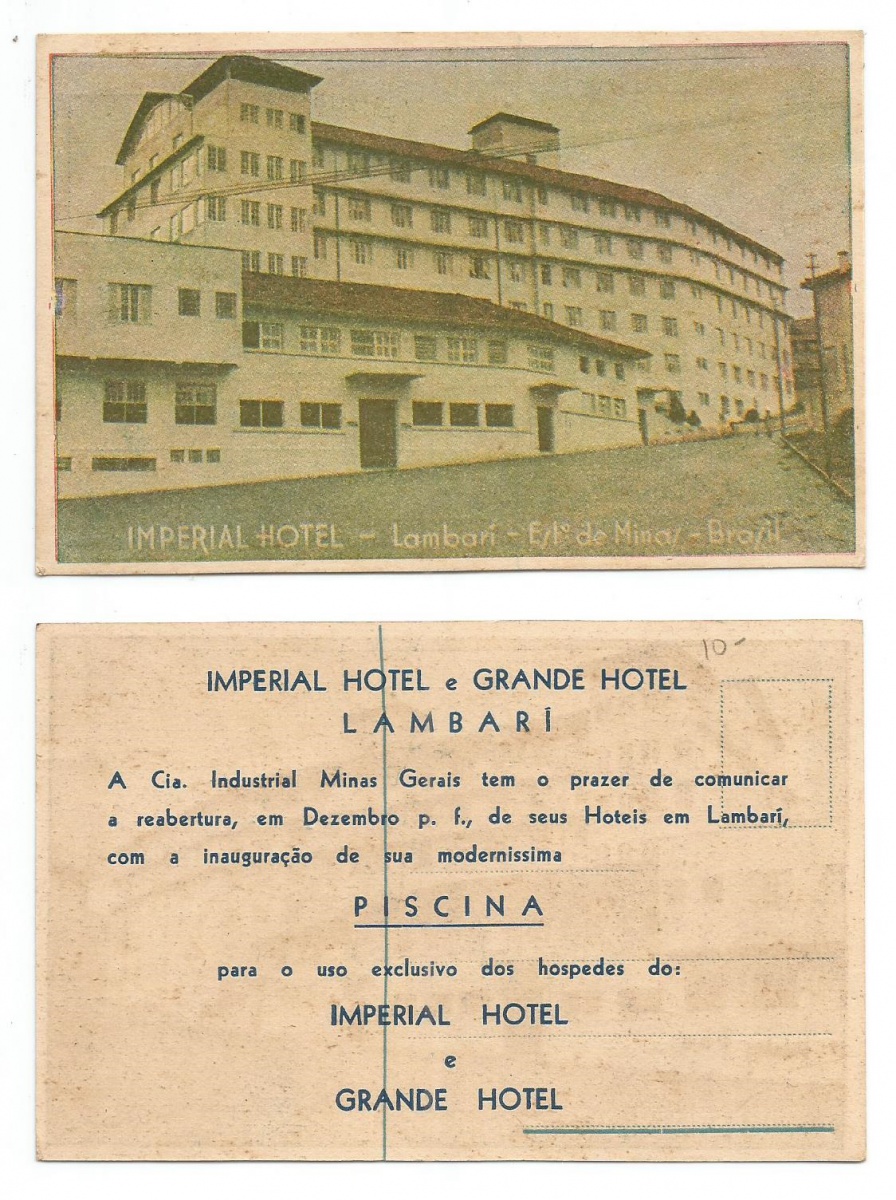 IMPERIAL HOTEL - Lambarí - Estº de Minas - Brasil
10-
IMPERIAL HOTEL e GRANDE HOTEL
LAMBARÍ
A Cia. Industrial Minas Gerais tem o prazer de comunicar
a reabertura, em Dezembro p. f., de seus Hoteis em Lambarí,
com a inauguração de sua modernissima
PISCINA
para o uso exclusivo dos hospedes do:
IMPERIAL HOTEL
e
GRANDE HOTEL